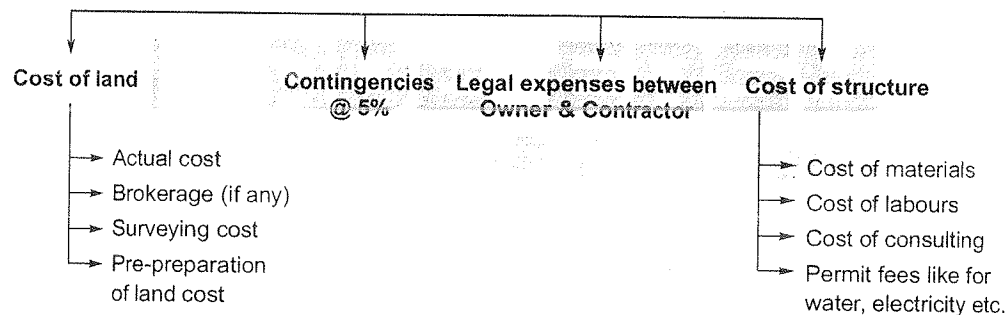 Cost of land
Contingencies
@ 5%
Legal expenses between
Owner & Contractor
Cost of structure
Actual cost
Brokerage (if any)
Surveying cost
Pre-preparation
of land cost
Cost of materials
Cost of labours
Cost of consulting
Permit fees like for
water, electricity etc.